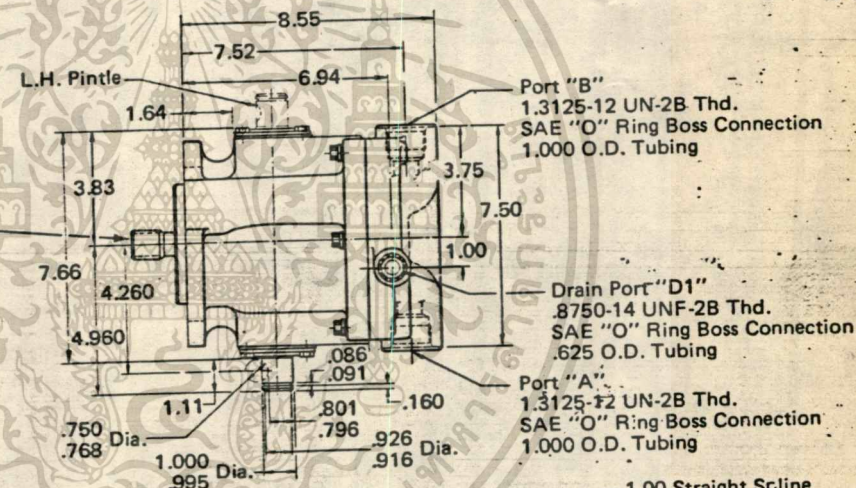 8.55
7.52
6.94
L.H. Pintle
1.64
Port "B"
1.3125-12 UN-2B Thd.
SAE "O" Ring Boss Connection
1.000 O.D. Tubing
3.83
3.75
7.50
1.00
7.66
4.260
4.960
Drain Port "D1"
.8750-14 UNF-2B Thd.
SAE "O" Ring Boss Connection
.625 O.D. Tubing
.086
.091
.160
1.11
.801
.796
Port "A"
1.3125-12 UN-2B Thd.
SAE "O" Ring Boss Connection
1.000 O.D. Tubing
.750
.768 Dia.
.926
.916 Dia.
1.000
.995 Dia.
1.00 Straight Spline